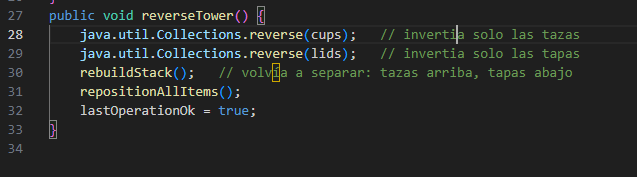 27 public void reverseTower() {
28 java.util.Collections.reverse(cups); // invertia solo las tazas
29 java.util.Collections.reverse(lids); // invertia solo las tapas
30 rebuildStack(); // volvía a separar: tazas arriba, tapas abajo
31 repositionAllItems();
32 lastOperationOk = true;
33 }
34